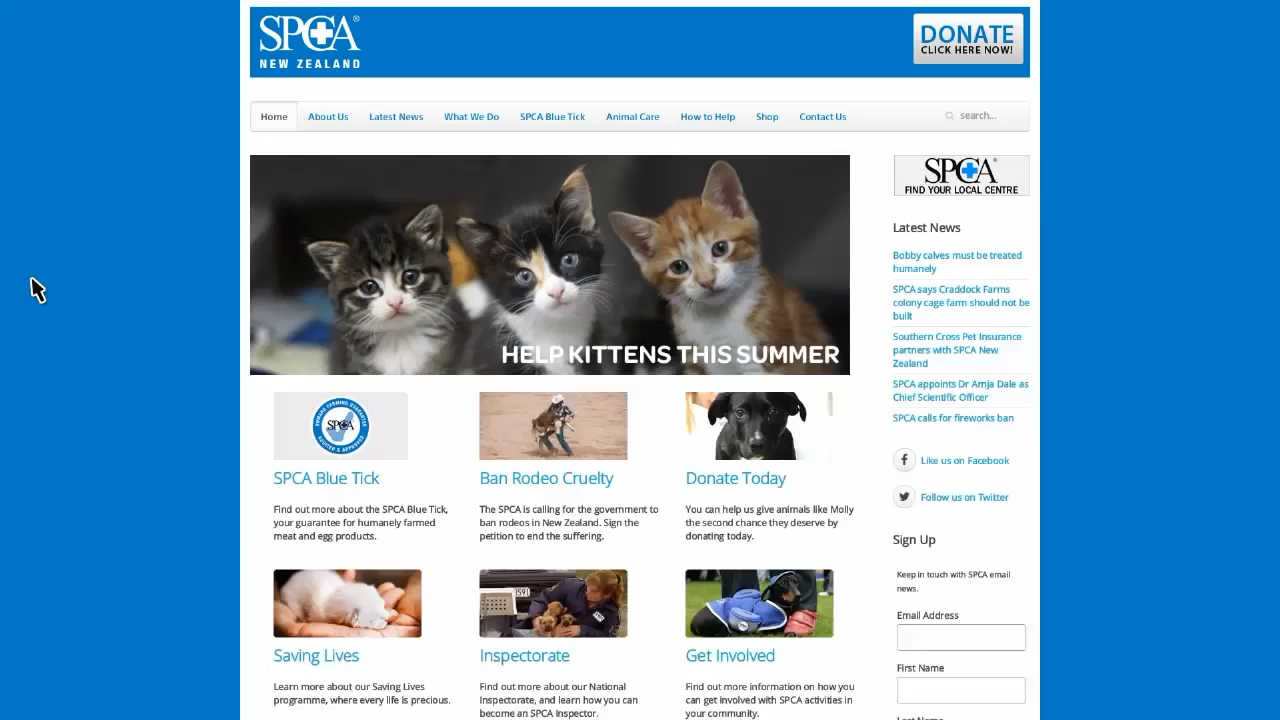 SPCA®
NEW ZEALAND
DONATE
CLICK HERE NOW!
Home
About Us
Latest News
What We Do
SPCA Blue Tick
Animal Care
How to Help
Shop
Contact Us
search...
HELP KITTENS THIS SUMMER
SPCA
SPCA Blue Tick
Find out more about the SPCA Blue Tick,
your guarantee for humanely farmed
meat and egg products.
Ban Rodeo Cruelty
The SPCA is calling for the government to
ban rodeos in New Zealand. Sign the
petition to end the suffering.
Donate Today
You can help us give animals like Molly
the second chance they deserve by
donating today.
Saving Lives
Learn more about our Saving Lives
programme, where every life is precious.
Inspectorate
Find out more about our National
Inspectorate, and learn how you can
become an SPCA Inspector.
Get Involved
Find out more information on how you
can get involved with SPCA activities in
your community.
SPCA®
FIND YOUR LOCAL CENTRE
Latest News
Bobby calves must be treated
humanely
SPCA says Craddock Farms
colony cage farm should not be
built
Southern Cross Pet Insurance
partners with SPCA New
Zealand
SPCA appoints Dr Arnja Dale as
Chief Scientific Officer
SPCA calls for fireworks ban
Like us on Facebook
Follow us on Twitter
Sign Up
Keep in touch with SPCA email
news.
Email Address
First Name
Last Name